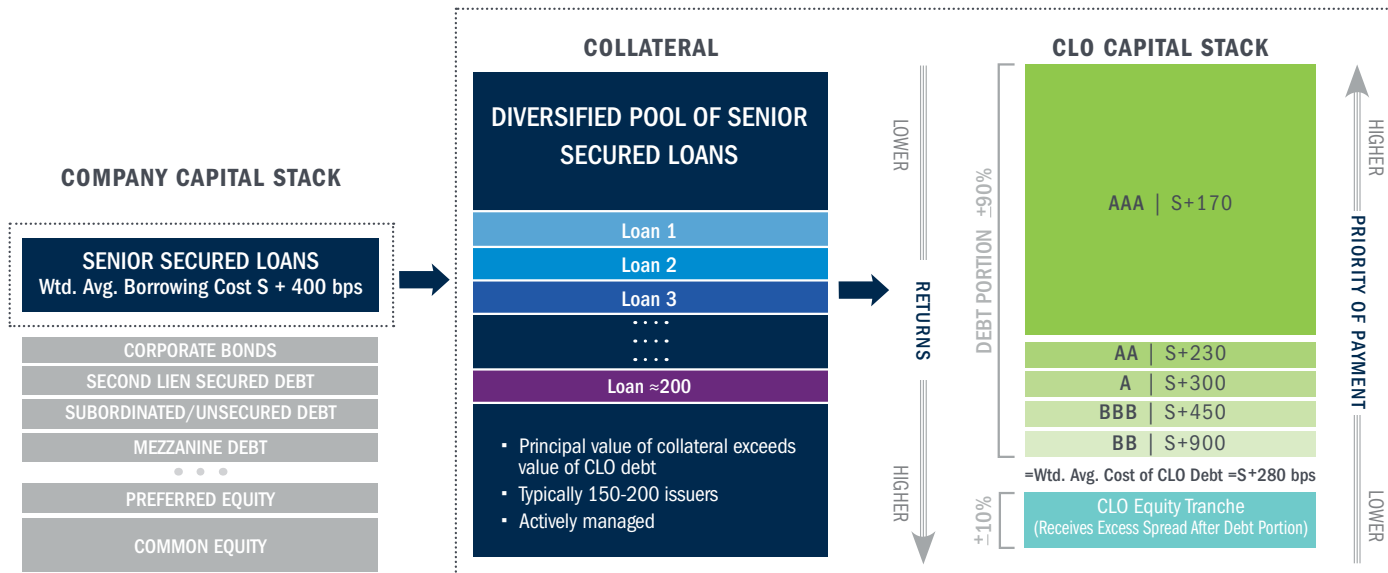 COMPANY CAPITAL STACK
SENIOR SECURED LOANS
Wtd. Avg. Borrowing Cost S + 400 bps
CORPORATE BONDS
SECOND LIEN SECURED DEBT
SUBORDINATED/UNSECURED DEBT
MEZZANINE DEBT
PREFERRED EQUITY
COMMON EQUITY
COLLATERAL
DIVERSIFIED POOL OF SENIOR
SECURED LOANS
Loan 1
Loan 2
Loan 3
Loan ≈200
▪ Principal value of collateral exceeds
value of CLO debt
▪ Typically 150-200 issuers
▪ Actively managed
LOWER
RETURNS
HIGHER
CLO CAPITAL STACK
DEBT PORTION ±90%
AAA | S+170
AA | S+230
A | S+300
BBB | S+450
BB | S+900
=Wtd. Avg. Cost of CLO Debt =S+280 bps
±10%
CLO Equity Tranche
(Receives Excess Spread After Debt Portion)
HIGHER
PRIORITY OF PAYMENT
LOWER